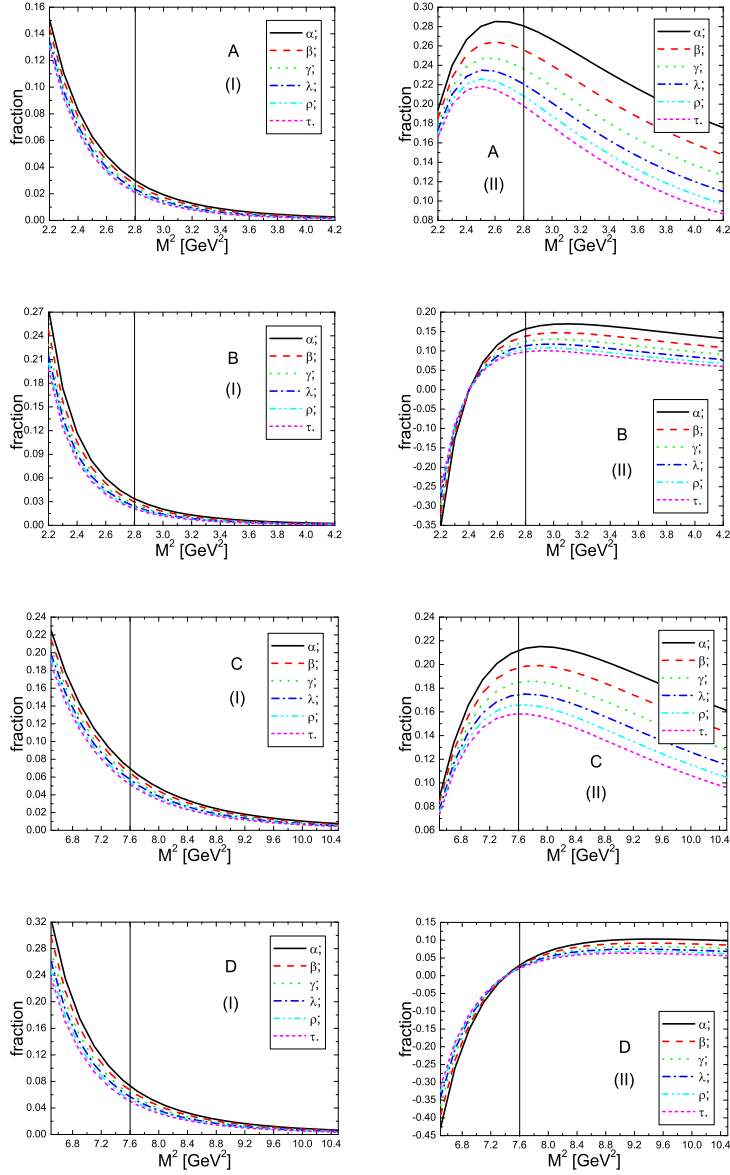 fraction
0.16
0.14
0.12
0.10
0.08
0.06
0.04
0.02
0.00
A
(I)
α;
β;
γ;
λ;
ρ;
τ.
2.2 2.4 2.6 2.8 3.0 3.2 3.4 3.6 3.8 4.0 4.2
M² [GeV²]
fraction
0.30
0.28
0.26
0.24
0.22
0.20
0.18
0.16
0.14
0.12
0.10
0.08
A
(II)
α;
β;
γ;
λ;
ρ;
τ.
2.2 2.4 2.6 2.8 3.0 3.2 3.4 3.6 3.8 4.0 4.2
M² [GeV²]
fraction
0.27
0.24
0.21
0.18
0.15
0.12
0.09
0.06
0.03
0.00
B
(I)
α;
β;
γ;
λ;
ρ;
τ.
2.2 2.4 2.6 2.8 3.0 3.2 3.4 3.6 3.8 4.0 4.2
M² [GeV²]
fraction
0.20
0.15
0.10
0.05
0.00
-0.05
-0.10
-0.15
-0.20
-0.25
-0.30
-0.35
B
(II)
α;
β;
γ;
λ;
ρ;
τ.
2.2 2.4 2.6 2.8 3.0 3.2 3.4 3.6 3.8 4.0 4.2
M² [GeV²]
fraction
0.24
0.22
0.20
0.18
0.16
0.14
0.12
0.10
0.08
0.06
0.04
0.02
0.00
C
(I)
α;
β;
γ;
λ;
ρ;
τ.
6.8 7.2 7.6 8.0 8.4 8.8 9.2 9.6 10.0 10.4
M² [GeV²]
fraction
0.24
0.22
0.20
0.18
0.16
0.14
0.12
0.10
0.08
0.06
C
(II)
α;
β;
γ;
λ;
ρ;
τ.
6.8 7.2 7.6 8.0 8.4 8.8 9.2 9.6 10.0 10.4
M² [GeV²]
fraction
0.32
0.28
0.24
0.20
0.16
0.12
0.08
0.04
0.00
D
(I)
α;
β;
γ;
λ;
ρ;
τ.
6.8 7.2 7.6 8.0 8.4 8.8 9.2 9.6 10.0 10.4
M² [GeV²]
fraction
0.15
0.10
0.05
0.00
-0.05
-0.10
-0.15
-0.20
-0.25
-0.30
-0.35
-0.40
-0.45
D
(II)
α;
β;
γ;
λ;
ρ;
τ.
6.8 7.2 7.6 8.0 8.4 8.8 9.2 9.6 10.0 10.4
M² [GeV²]